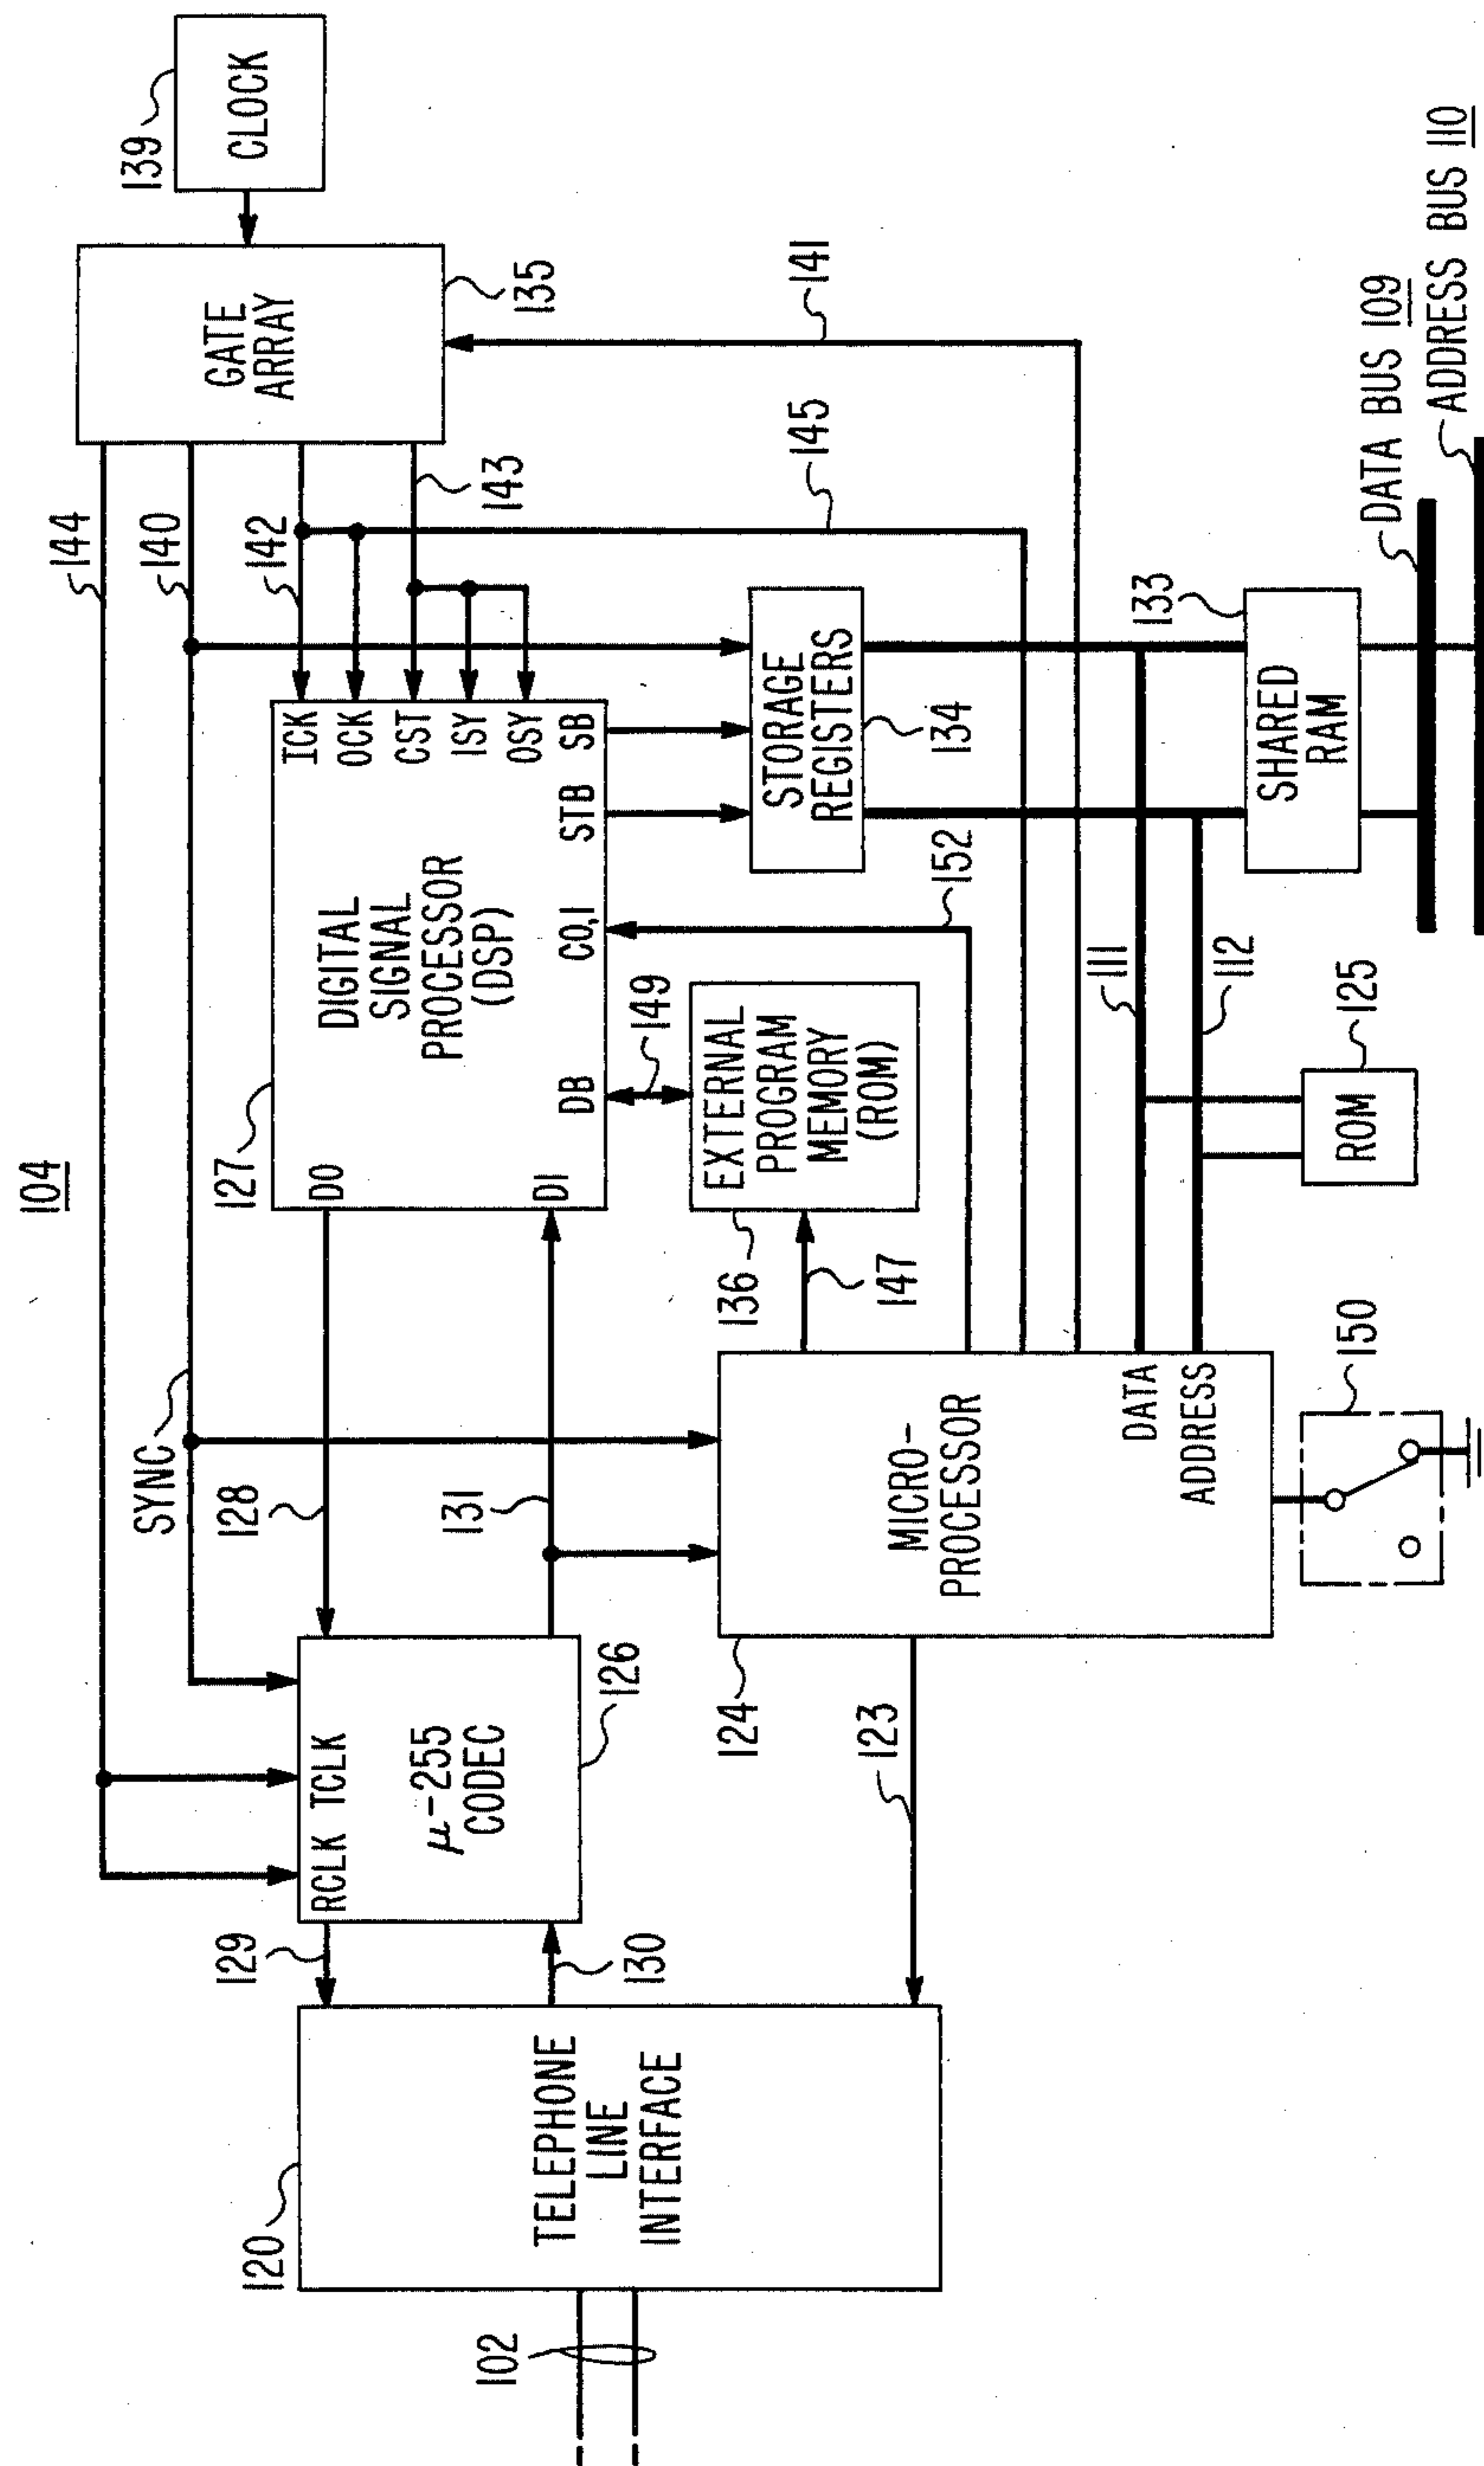 104
144
140
142
143
145
141
139
CLOCK
GATE
ARRAY
135
SYNC
128
131
127
DO
DI
DIGITAL
SIGNAL
PROCESSOR
(DSP)
ICK
OCK
CST
ISY
OSY
DB
CO,I
STB
SB
149
RCLK TCLK
μ-255
CODEC
126
129
130
120
TELEPHONE
LINE
INTERFACE
102
123
124
MICRO-
PROCESSOR
DATA
ADDRESS
136
147
EXTERNAL
PROGRAM
MEMORY
(ROM)
152
STORAGE
REGISTERS
134
111
112
133
SHARED
RAM
ROM
125
150
DATA BUS 109
ADDRESS BUS 110